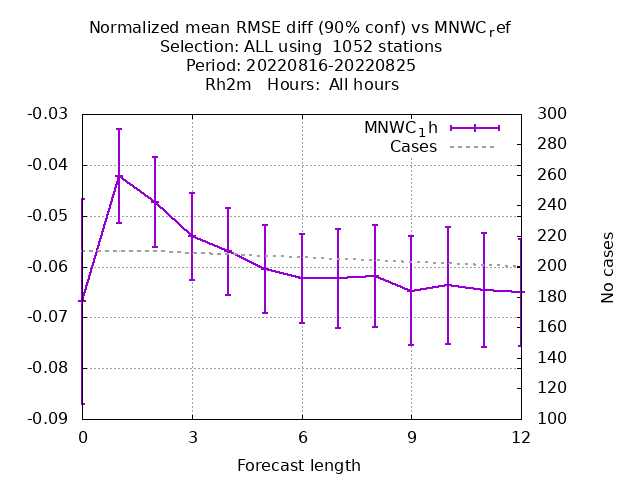 Normalized mean RMSE diff (90% conf) vs MNWC_ref
Selection: ALL using  1052 stations
Period: 20220816-20220825
Rh2m   Hours:  All hours
MNWC_1h
Cases
-0.03
-0.04
-0.05
-0.06
-0.07
-0.08
-0.09
300
280
260
240
220
200
180
160
140
120
100
No cases
0
3
6
9
12
Forecast length